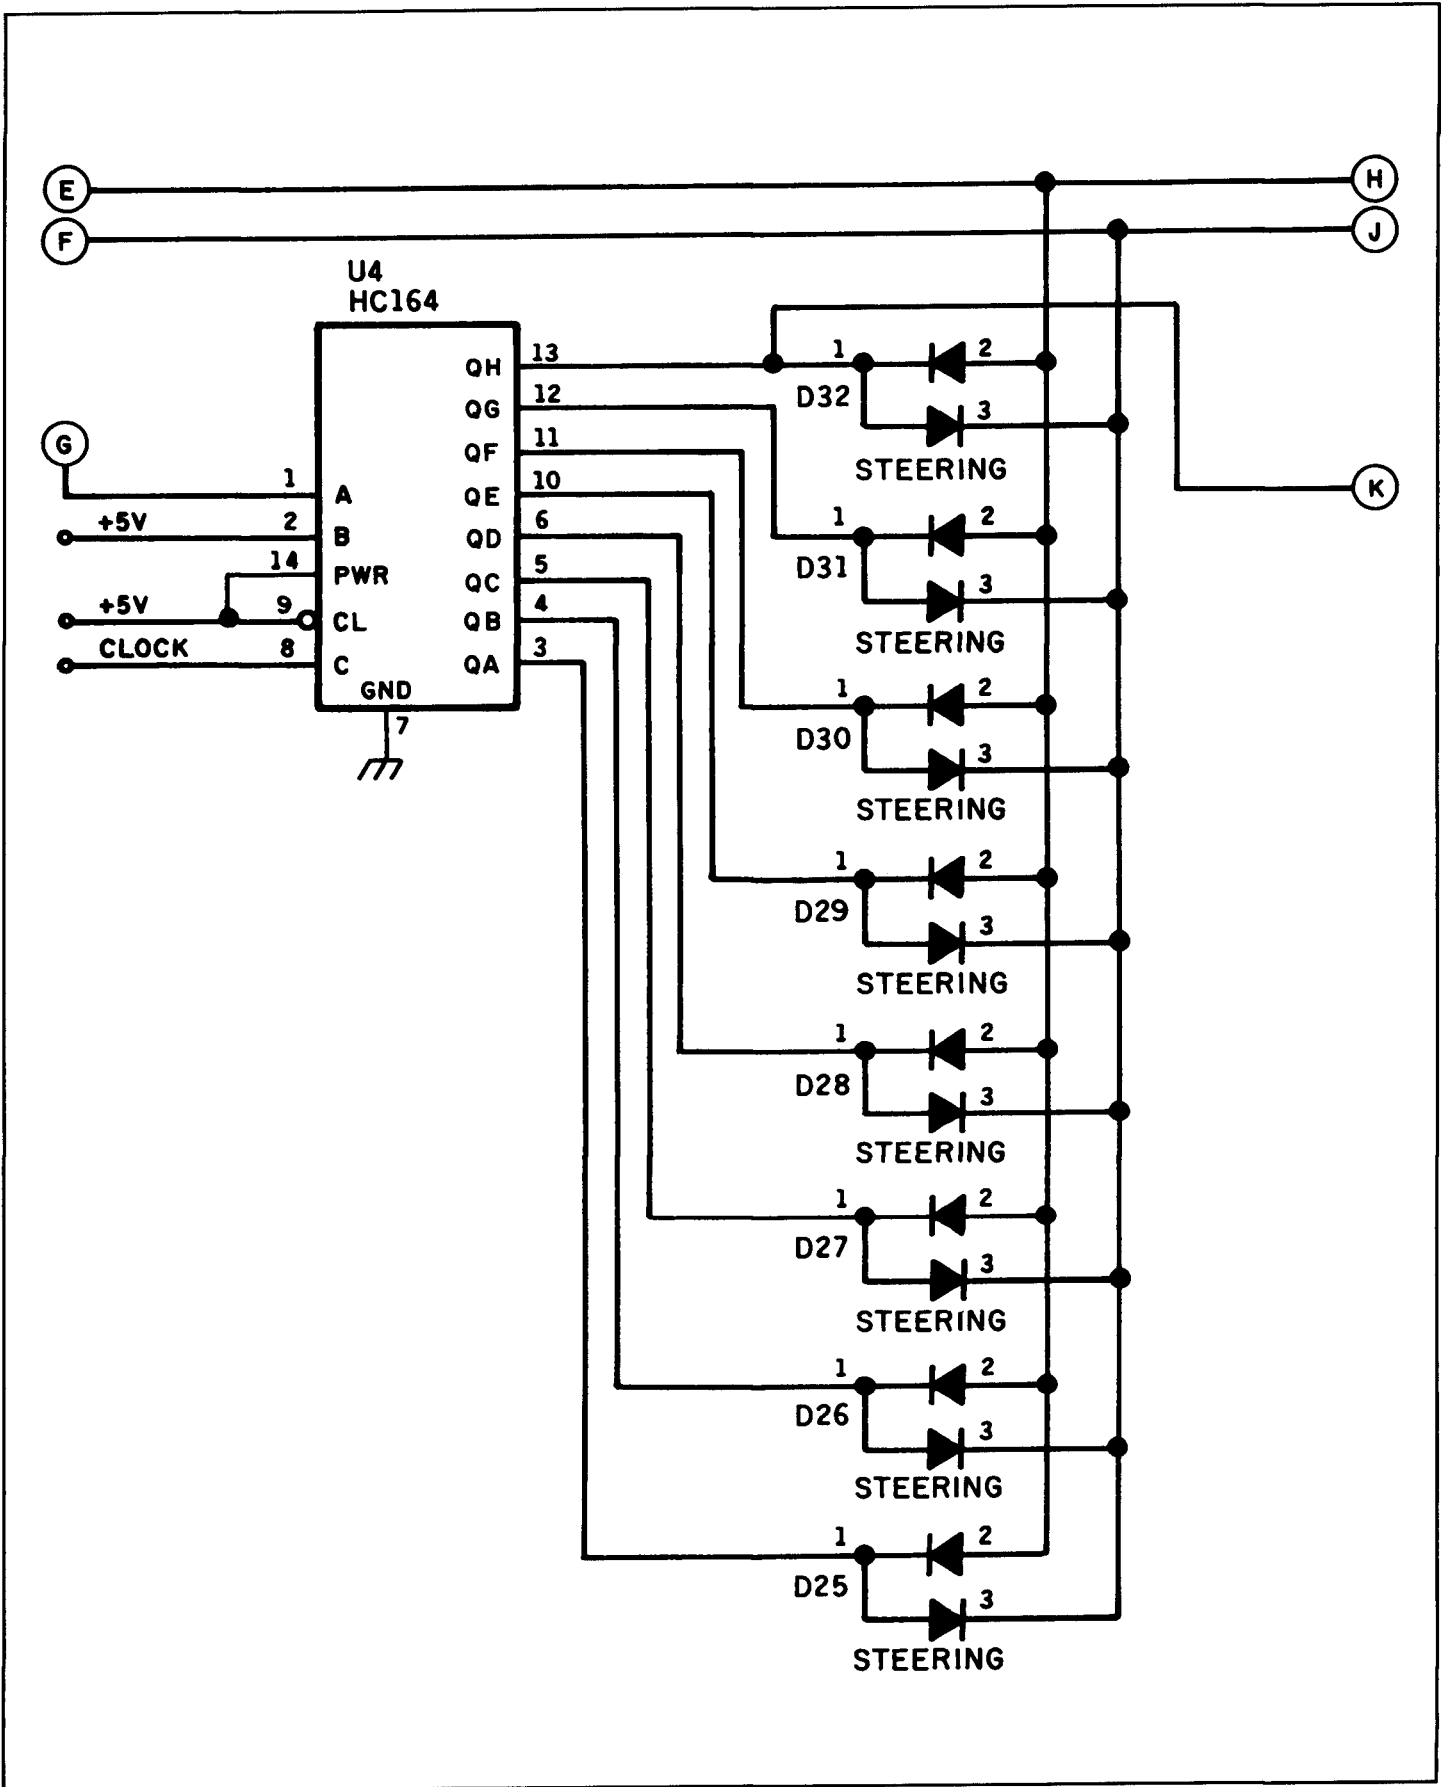 E
H
F
J
U4
HC164
QH 13
1 2
D32
QG 12
3
STEERING
G
QF 11
1 A
QE 10
K
+5V 2 B
QD 6
1 2
D31
14 PWR
QC 5
3
+5V 9 CL
QB 4
STEERING
CLOCK 8 C
QA 3
GND
7
1 2
D30
3
STEERING
1 2
D29
3
STEERING
1 2
D28
3
STEERING
1 2
D27
3
STEERING
1 2
D26
3
STEERING
1 2
D25
3
STEERING